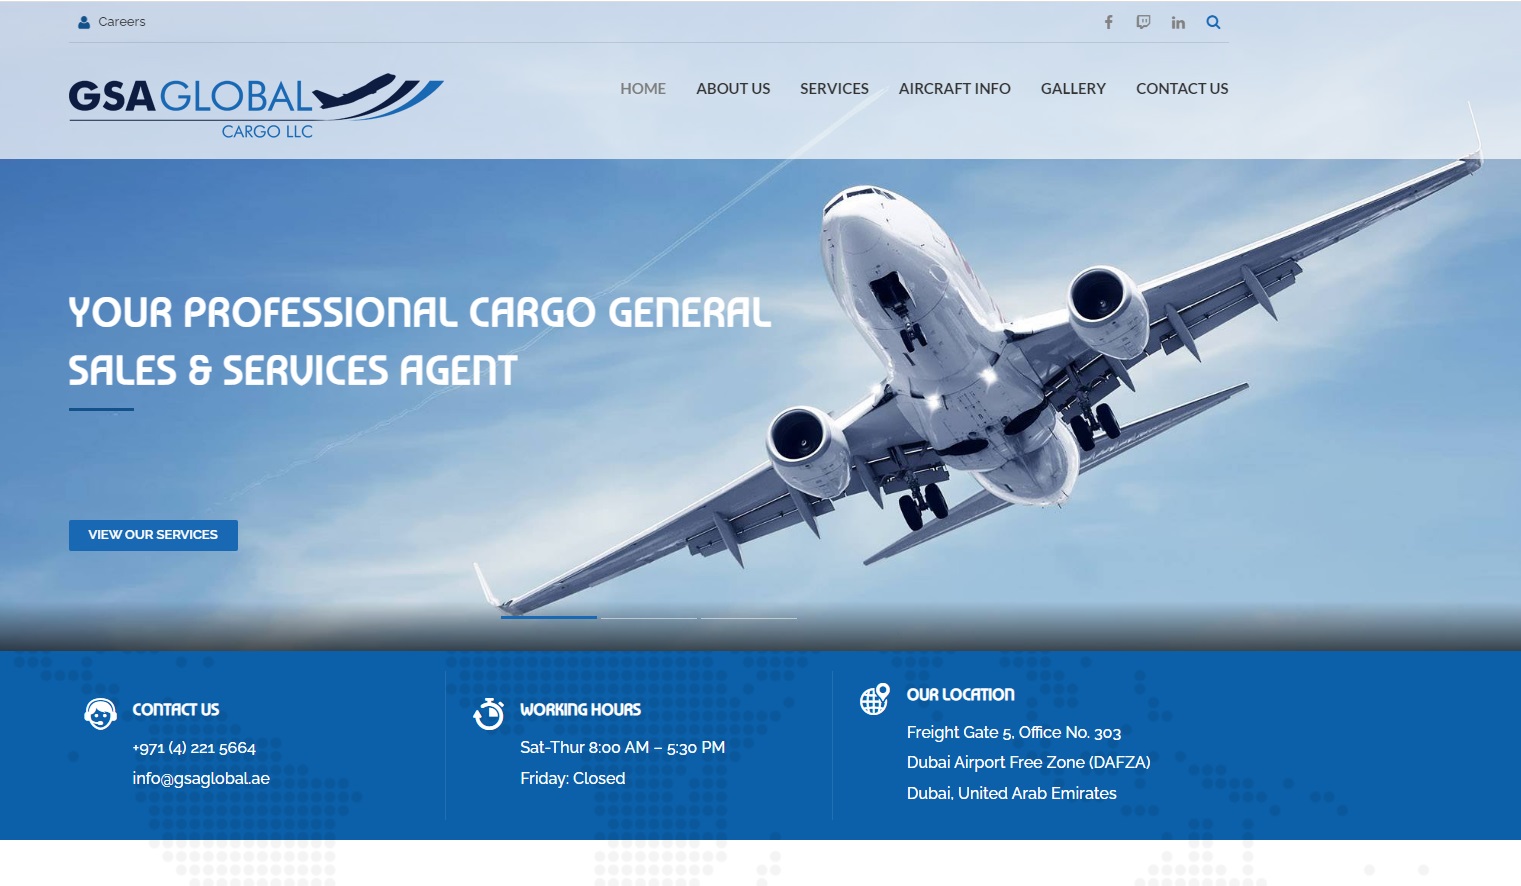 Careers
GSA GLOBAL
CARGO LLC
HOME ABOUT US SERVICES AIRCRAFT INFO GALLERY CONTACT US
YOUR PROFESSIONAL CARGO GENERAL
SALES & SERVICES AGENT
VIEW OUR SERVICES
CONTACT US
+971 (4) 221 5664
info@gsaglobal.ae
WORKING HOURS
Sat-Thur 8:00 AM – 5:30 PM
Friday: Closed
OUR LOCATION
Freight Gate 5, Office No. 303
Dubai Airport Free Zone (DAFZA)
Dubai, United Arab Emirates